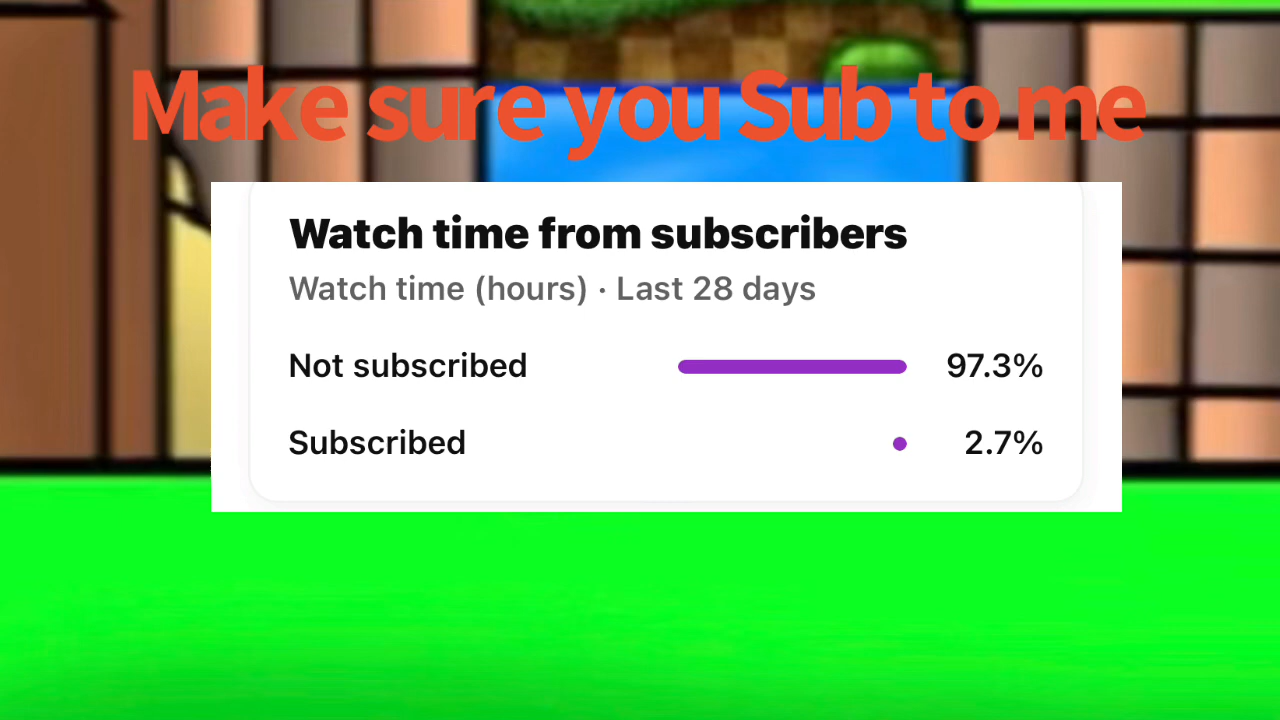 Make sure you Sub to me
Watch time from subscribers
Watch time (hours) · Last 28 days
Not subscribed 97.3%
Subscribed 2.7%